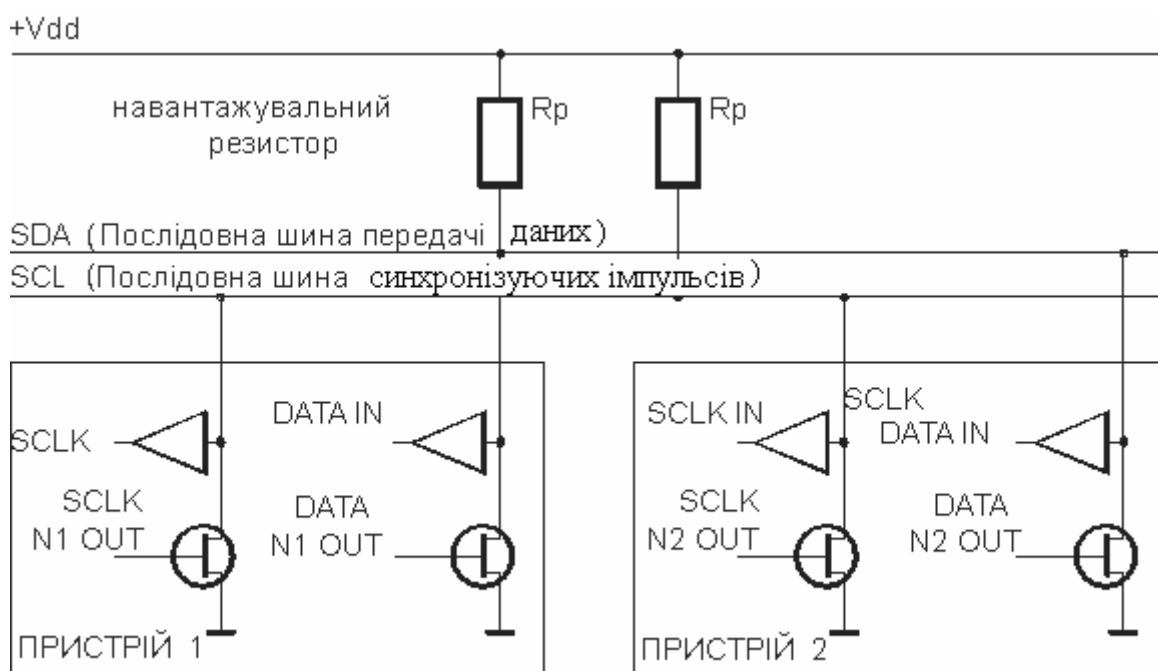 +Vdd
навантажувальний
резистор
Rp
Rp
SDA (Послідовна шина передачі даних)
SCL (Послідовна шина синхронізуючих імпульсів)
SCLK
DATA IN
SCLK
N1 OUT
DATA
N1 OUT
ПРИСТРІЙ 1
SCLK IN
SCLK
DATA IN
SCLK
N2 OUT
DATA
N2 OUT
ПРИСТРІЙ 2